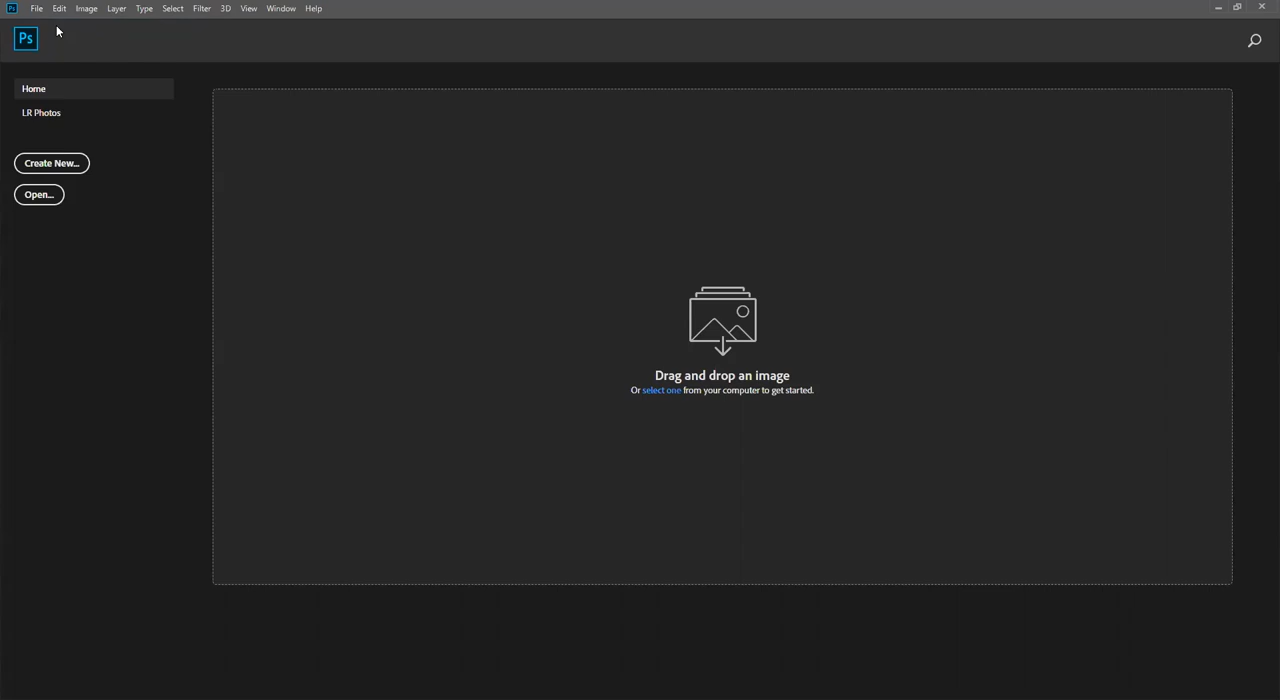 Ps File Edit Image Layer Type Select Filter 3D View Window Help
Ps
Home
LR Photos
Create New...
Open...
Drag and drop an image
Or select one from your computer to get started.